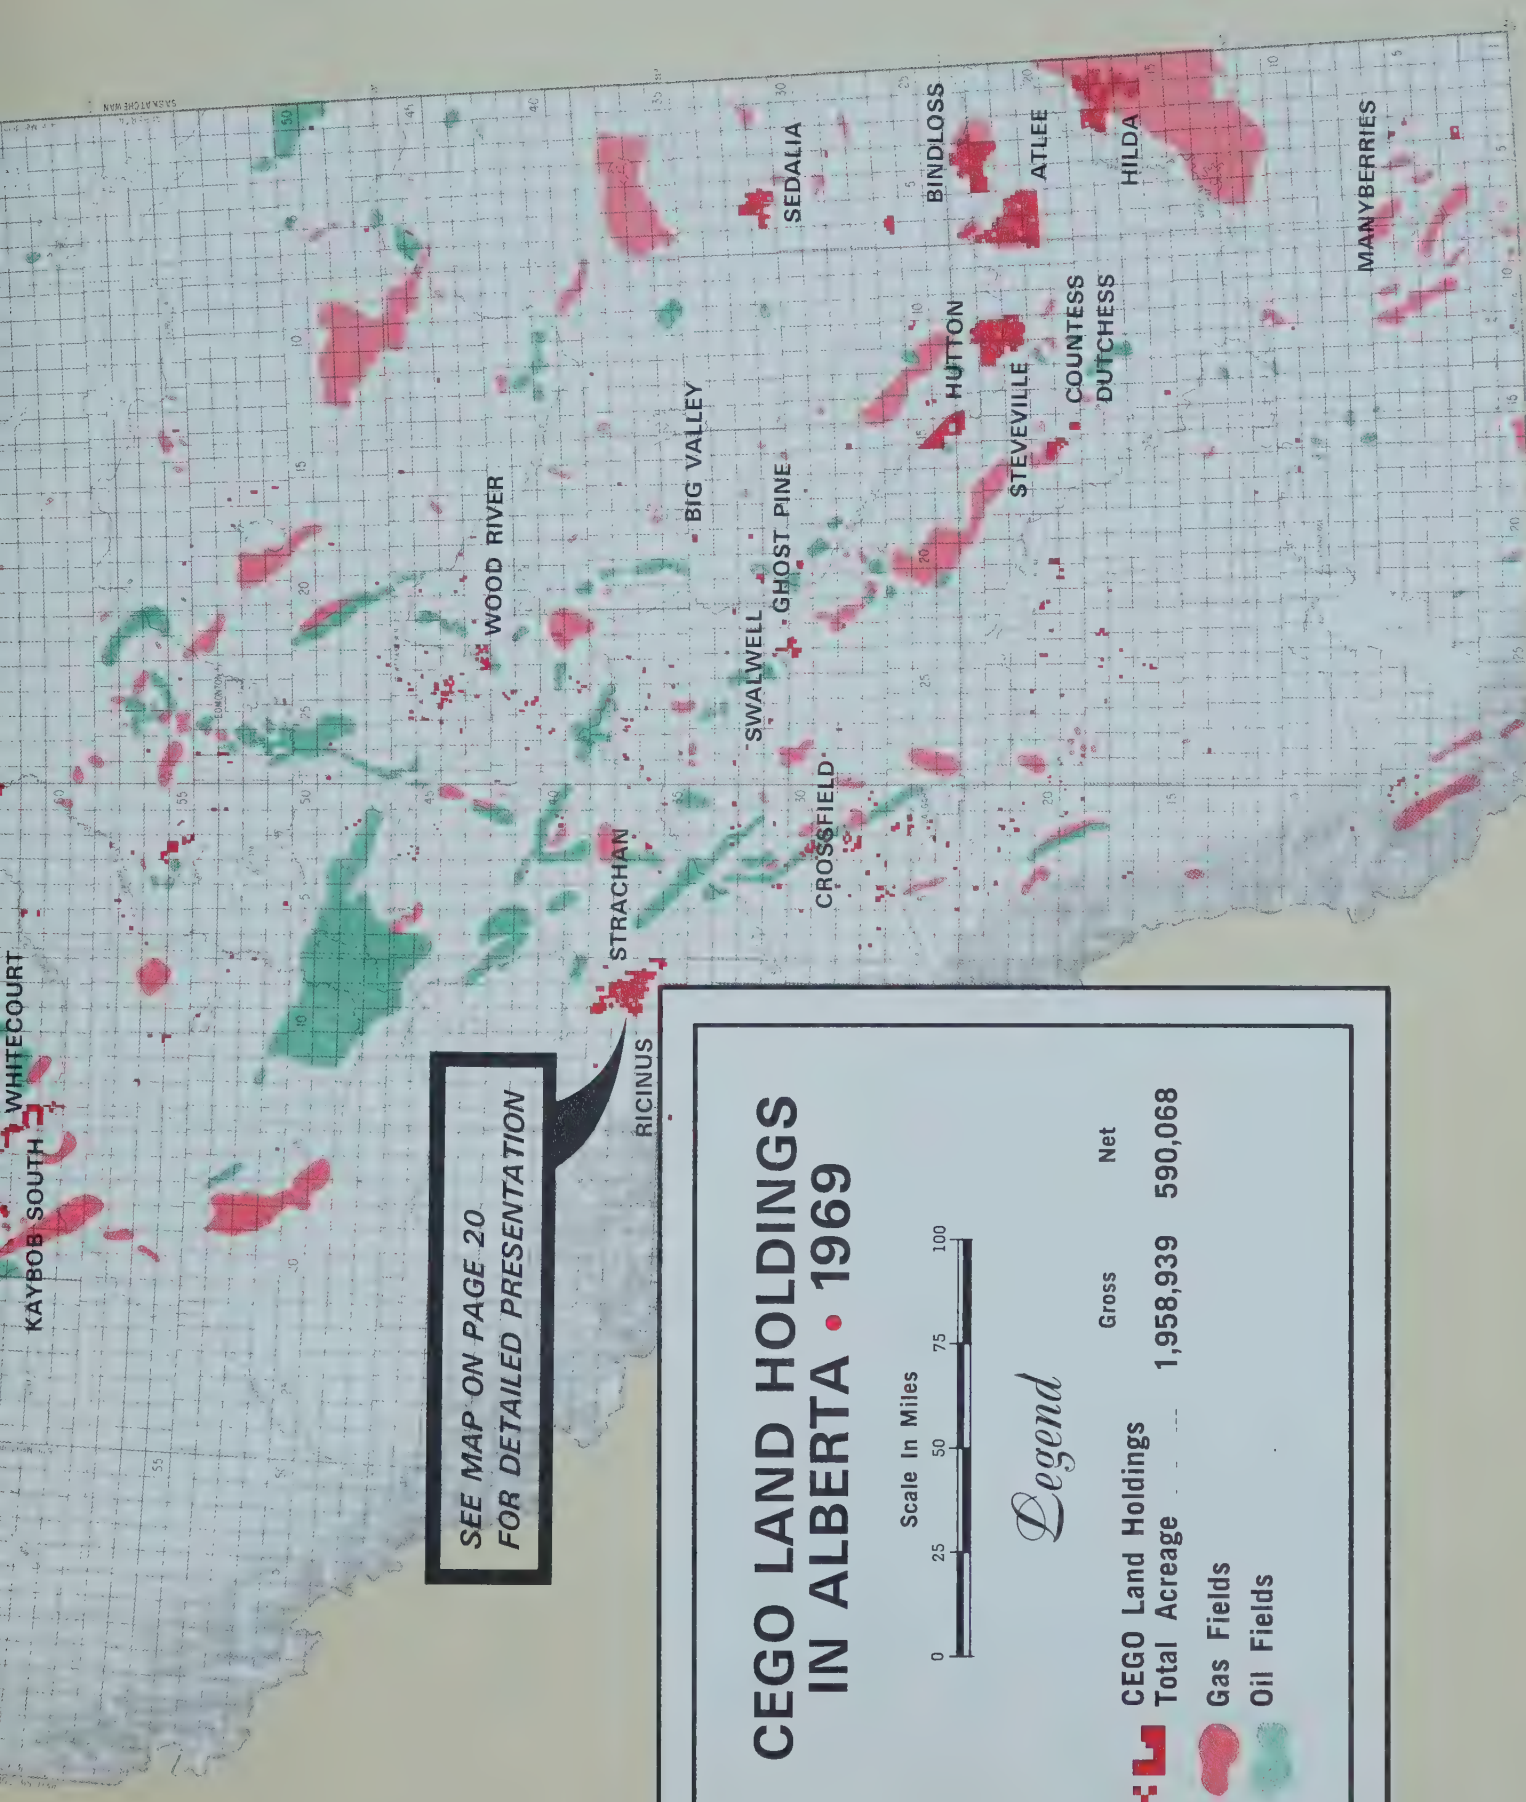 SASKATCHEWAN
WHITECOURT
KAYBOB SOUTH
EDMONTON
WOOD RIVER
BIG VALLEY
GHOST PINE
SWALWELL
SEDALIA
BINDLOSS
ATLEE
HILDA
HUTTON
STEVEVILLE
COUNTESS
DUTCHESS
MANYBERRIES
CROSSFIELD
STRACHAN
RICINUS
SEE MAP ON PAGE 20
FOR DETAILED PRESENTATION
CEGO LAND HOLDINGS
IN ALBERTA • 1969
Scale In Miles
0 25 50 75 100
Legend
Gross Net
CEGO Land Holdings
Total Acreage 1,958,939 590,068
Gas Fields
Oil Fields